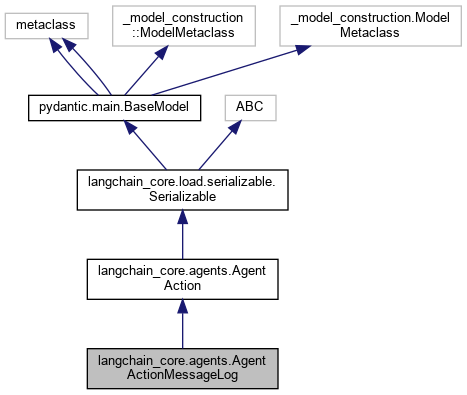 metaclass
_model_construction
::ModelMetaclass
_model_construction.Model
Metaclass
pydantic.main.BaseModel
ABC
langchain_core.load.serializable.
Serializable
langchain_core.agents.Agent
Action
langchain_core.agents.Agent
ActionMessageLog